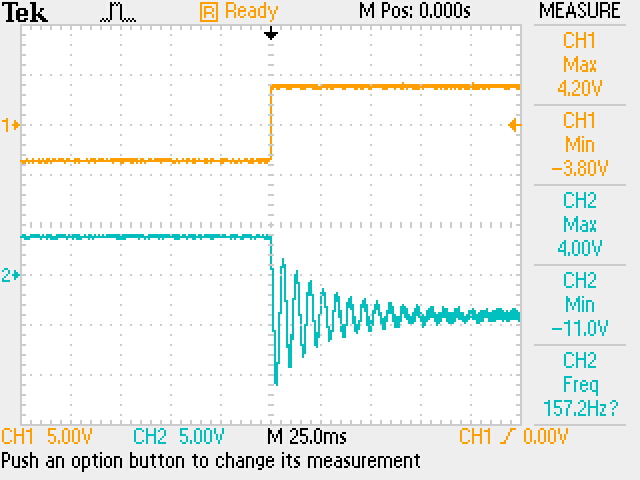 Tek R Ready M Pos: 0.000s MEASURE
CH1
Max
4.20V
1
CH1
Min
−3.80V
CH2
Max
4.00V
2
CH2
Min
−11.0V
CH2
Freq
157.2Hz?
CH1 5.00V CH2 5.00V M 25.0ms CH1 0.00V
Push an option button to change its measurement